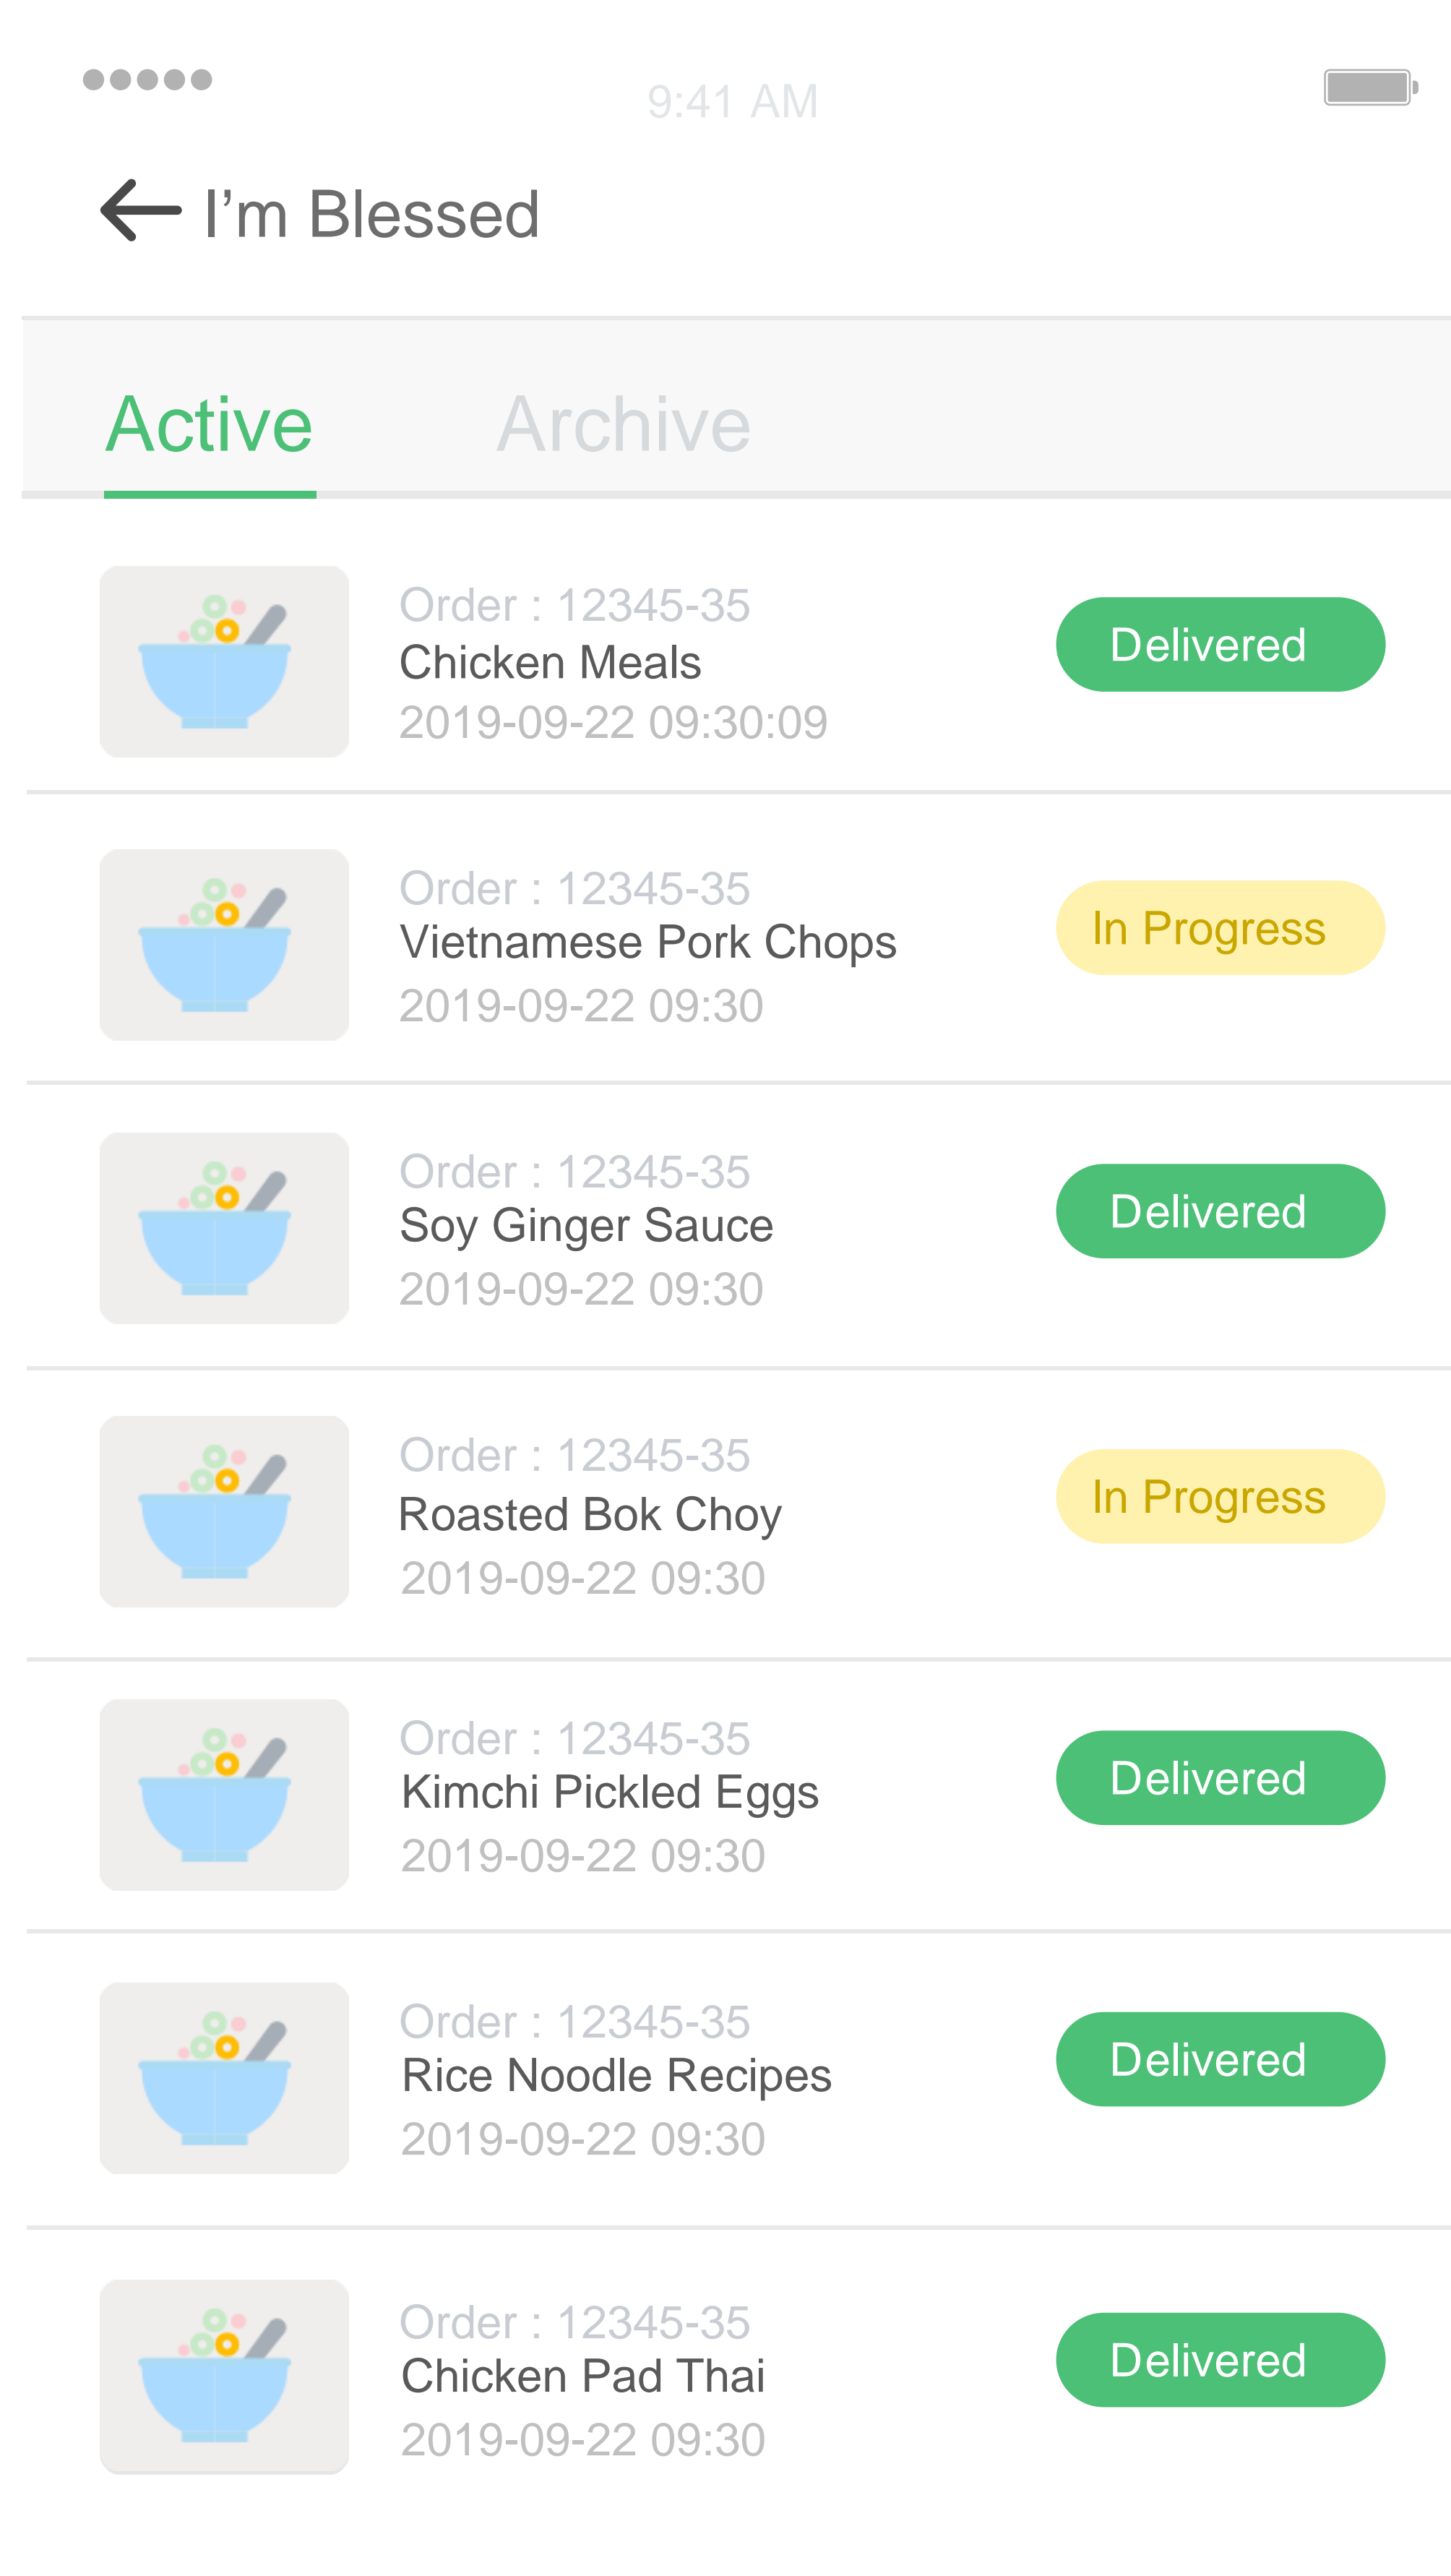 9:41 AM
I’m Blessed
Active Archive
Order : 12345-35
Chicken Meals
2019-09-22 09:30:09
Delivered
Order : 12345-35
Vietnamese Pork Chops
2019-09-22 09:30
In Progress
Order : 12345-35
Soy Ginger Sauce
2019-09-22 09:30
Delivered
Order : 12345-35
Roasted Bok Choy
2019-09-22 09:30
In Progress
Order : 12345-35
Kimchi Pickled Eggs
2019-09-22 09:30
Delivered
Order : 12345-35
Rice Noodle Recipes
2019-09-22 09:30
Delivered
Order : 12345-35
Chicken Pad Thai
2019-09-22 09:30
Delivered